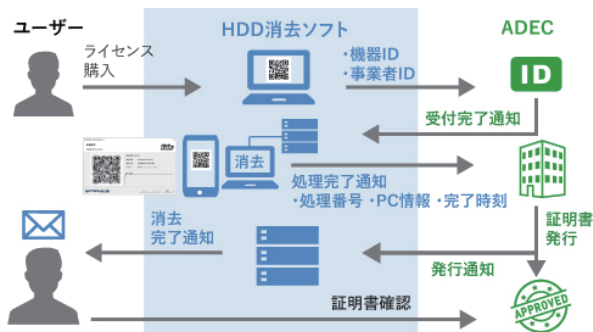 ユーザー
HDD消去ソフト
ADEC
ライセンス
購入
・機器ID
・事業者ID
ID
受付完了通知
消去
処理完了通知
・処理番号 ・PC情報 ・完了時刻
消去
完了通知
証明書
発行
発行通知
証明書確認
APPROVED